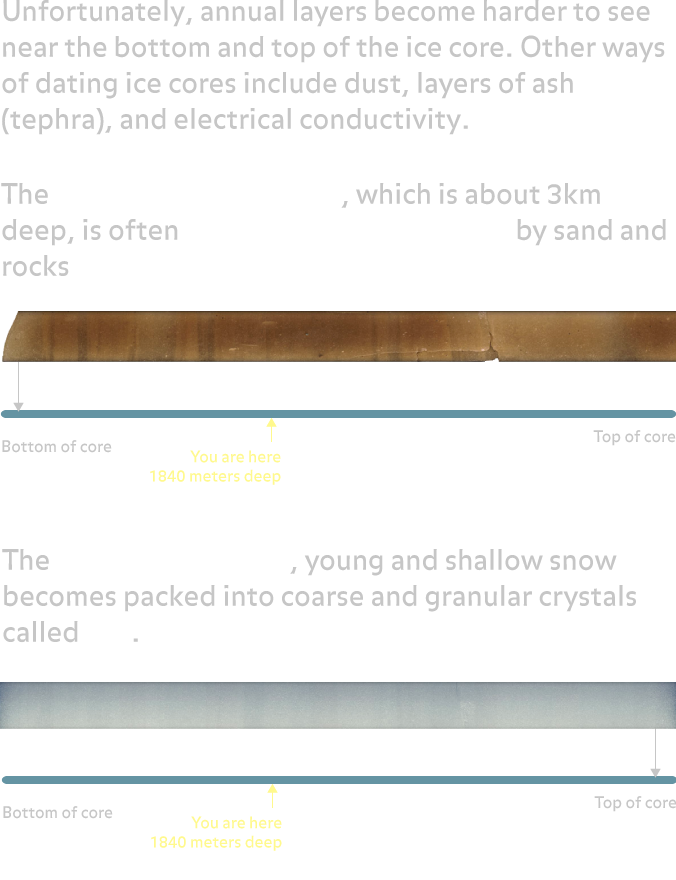 Unfortunately, annual layers become harder to see
near the bottom and top of the ice core. Other ways
of dating ice cores include dust, layers of ash
(tephra), and electrical conductivity.
The , which is about 3km
deep, is often by sand and
rocks
Bottom of core
Top of core
You are here
1840 meters deep
The , young and shallow snow
becomes packed into coarse and granular crystals
called .
Bottom of core
Top of core
You are here
1840 meters deep